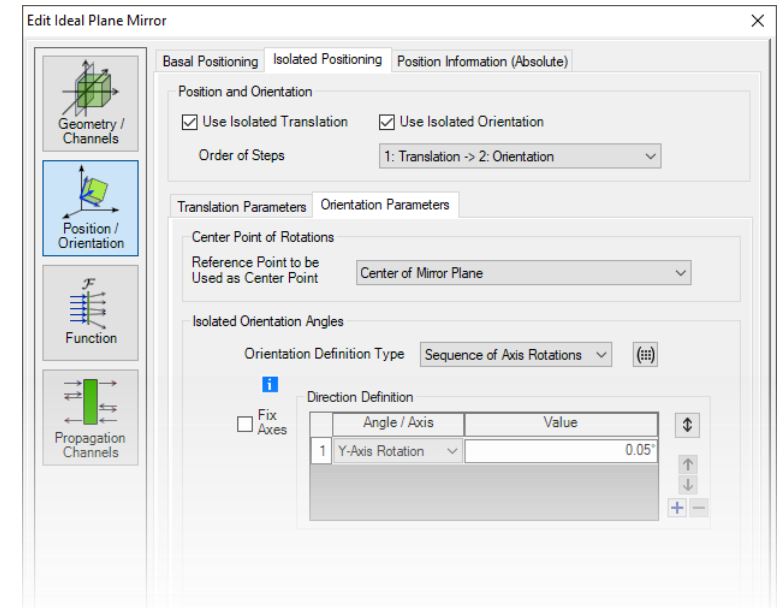 Edit Ideal Plane Mirror
Basal Positioning
Isolated Positioning
Position Information (Absolute)
Geometry /
Channels
Position /
Orientation
F
Function
Propagation
Channels
Position and Orientation
Use Isolated Translation
Use Isolated Orientation
Order of Steps
1: Translation -> 2: Orientation
Translation Parameters
Orientation Parameters
Center Point of Rotations
Reference Point to be
Used as Center Point
Center of Mirror Plane
Isolated Orientation Angles
Orientation Definition Type
Sequence of Axis Rotations
i
Fix
Axes
Direction Definition
Angle / Axis
Value
1
Y-Axis Rotation
0.05°